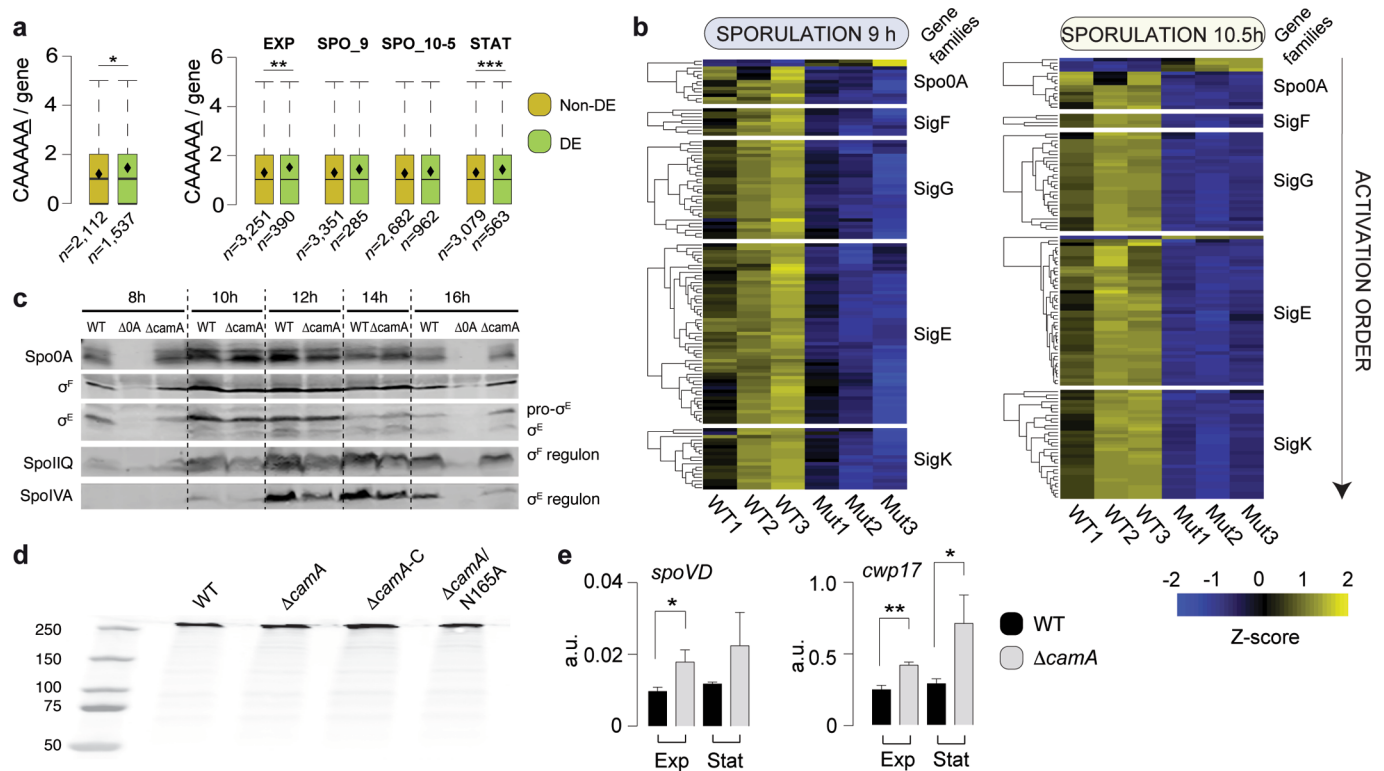 a
CAAAAA / gene
6
4
2
0
*
n=2,112
n=1,537
CAAAAA / gene
6
4
2
0
EXP
SPO_9
SPO_10-5
STAT
**
***
n=3,251
n=390
n=3,351
n=285
n=2,682
n=962
n=3,079
n=563
Non-DE
DE
b
SPORULATION 9 h
Gene
families
Spo0A
SigF
SigG
SigE
SigK
WT1
WT2
WT3
Mut1
Mut2
Mut3
SPORULATION 10.5h
Gene
families
Spo0A
SigF
SigG
SigE
SigK
WT1
WT2
WT3
Mut1
Mut2
Mut3
ACTIVATION ORDER
-2 -1 0 1 2
Z-score
c
8h 10h 12h 14h 16h
WT Δ0A ΔcamA WT ΔcamA WT ΔcamA WT ΔcamA WT Δ0A ΔcamA
Spo0A
σF
σE
pro-σE
σE
SpoIIQ
σF regulon
SpoIVA
σE regulon
d
WT
ΔcamA
ΔcamA-C
ΔcamA/
N165A
250
150
100
75
50
e
spoVD
a.u.
0.04
0.02
0
*
Exp
Stat
cwp17
a.u.
1.0
0.5
0
**
*
Exp
Stat
WT
ΔcamA